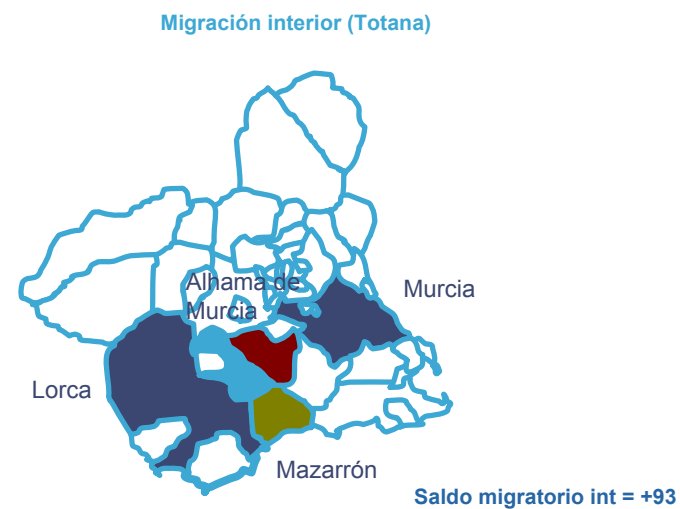 Migración interior (Totana)
Alhama de
Murcia
Murcia
Lorca
Mazarrón
Saldo migratorio int = +93